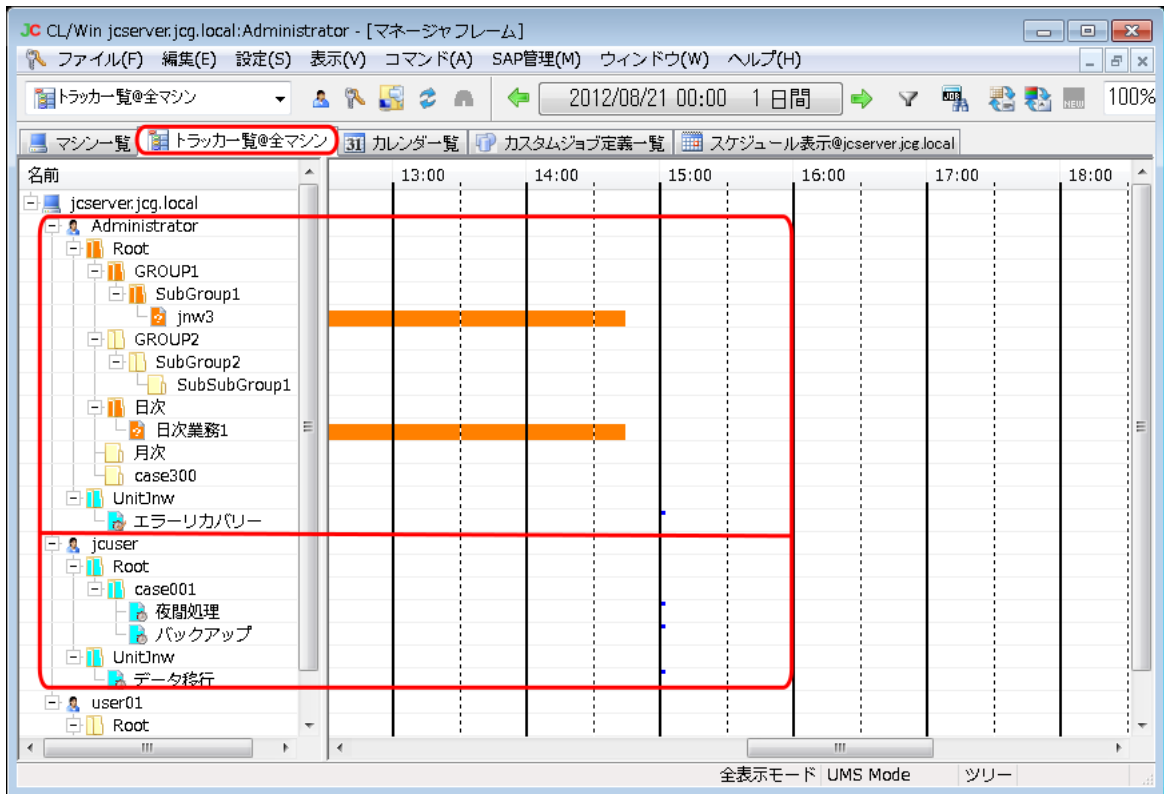 JC CL/Win jcserver.jcg.local:Administrator - [マネージャフレーム]
ファイル(F) 編集(E) 設定(S) 表示(V) コマンド(A) SAP管理(M) ウィンドウ(W) ヘルプ(H)
トラッカ一覧@全マシン 2012/08/21 00:00 1 日間 JOB NEW 100%
マシン一覧 トラッカ一覧@全マシン 31 カレンダー一覧 カスタムジョブ定義一覧 スケジュール表示@jcserver.jcg.local
名前 13:00 14:00 15:00 16:00 17:00 18:00
jcserver.jcg.local
Administrator
Root
GROUP1
SubGroup1
jnw3
GROUP2
SubGroup2
SubSubGroup1
日次
日次業務1
月次
case300
UnitJnw
エラーリカバリー
jcuser
Root
case001
夜間処理
バックアップ
UnitJnw
データ移行
user01
Root
全表示モード UMS Mode ツリー